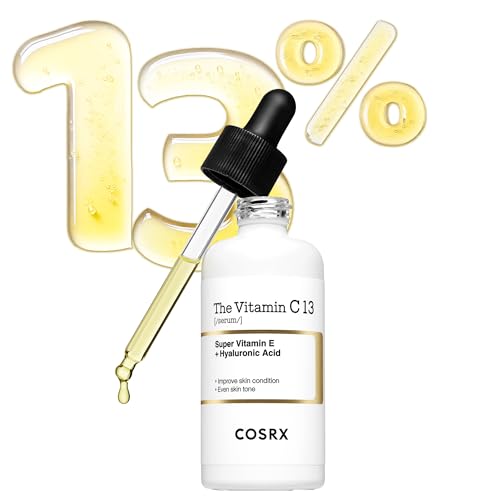 13%
The Vitamin C 13
[/serum/]
Super Vitamin E
+Hyaluronic Acid
• Improve skin condition
• Even skin tone
COSRX